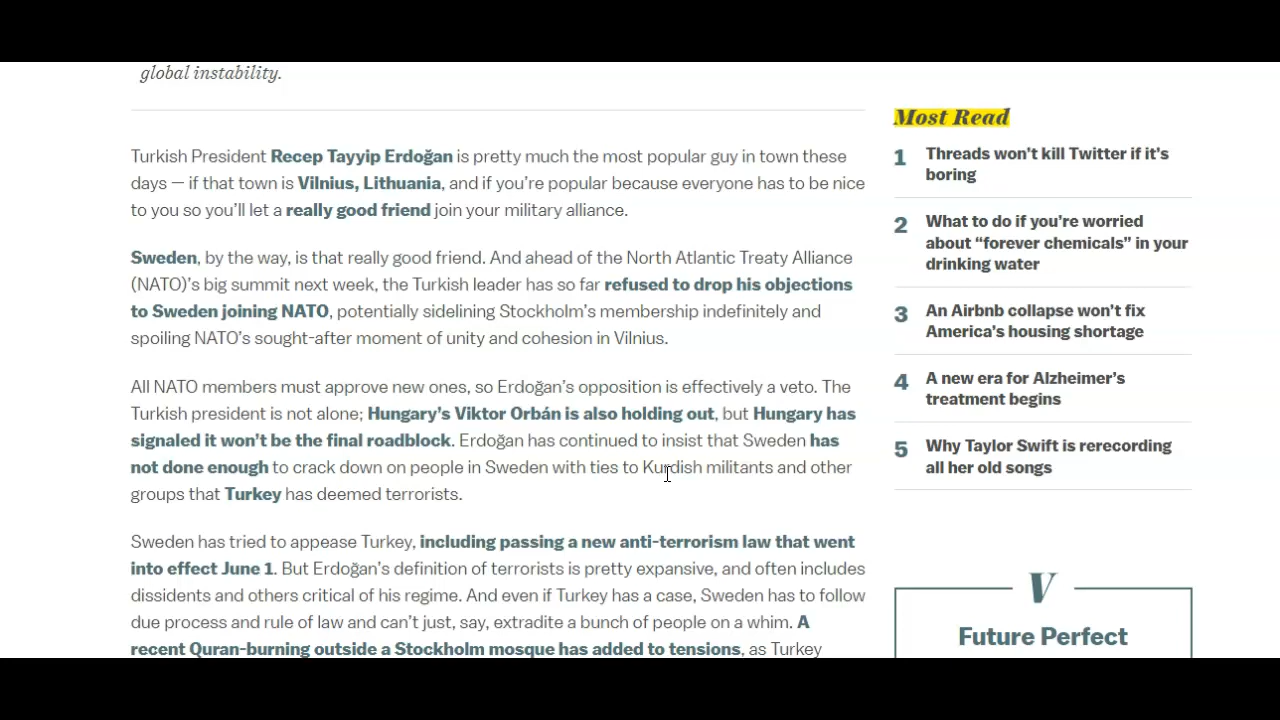 global instability.
Turkish President Recep Tayyip Erdoğan is pretty much the most popular guy in town these
days — if that town is Vilnius, Lithuania, and if you're popular because everyone has to be nice
to you so you'll let a really good friend join your military alliance.
Sweden, by the way, is that really good friend. And ahead of the North Atlantic Treaty Alliance
(NATO)'s big summit next week, the Turkish leader has so far refused to drop his objections
to Sweden joining NATO, potentially sidelining Stockholm's membership indefinitely and
spoiling NATO's sought-after moment of unity and cohesion in Vilnius.
All NATO members must approve new ones, so Erdoğan's opposition is effectively a veto. The
Turkish president is not alone; Hungary's Viktor Orbán is also holding out, but Hungary has
signaled it won't be the final roadblock. Erdoğan has continued to insist that Sweden has
not done enough to crack down on people in Sweden with ties to Kurdish militants and other
groups that Turkey has deemed terrorists.
Sweden has tried to appease Turkey, including passing a new anti-terrorism law that went
into effect June 1. But Erdoğan's definition of terrorists is pretty expansive, and often includes
dissidents and others critical of his regime. And even if Turkey has a case, Sweden has to follow
due process and rule of law and can't just, say, extradite a bunch of people on a whim. A
recent Quran-burning outside a Stockholm mosque has added to tensions, as Turkey
Most Read
1 Threads won't kill Twitter if it's
boring
2 What to do if you're worried
about “forever chemicals” in your
drinking water
3 An Airbnb collapse won't fix
America's housing shortage
4 A new era for Alzheimer's
treatment begins
5 Why Taylor Swift is rerecording
all her old songs
V
Future Perfect